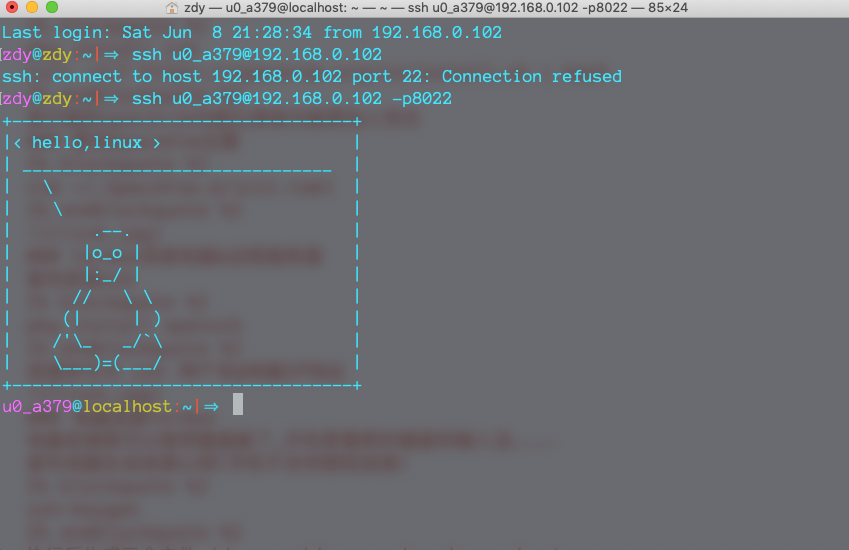 zdy — u0_a379@localhost: ~ — ~ — ssh u0_a379@192.168.0.102 -p8022 — 85×24
Last login: Sat Jun  8 21:28:34 from 192.168.0.102
[zdy@zdy:~|⇒ ssh u0_a379@192.168.0.102
ssh: connect to host 192.168.0.102 port 22: Connection refused
[zdy@zdy:~|⇒ ssh u0_a379@192.168.0.102 -p8022
+----------------------------------+
|< hello,linux >                   |
| _______________________________  |
|   \                              |
|    \                             |
|        .--.                      |
|       |o_o |                     |
|       |:_/ |                     |
|      //   \ \                    |
|     (|     | )                   |
|    /'\_   _/`\                   |
|    \___)=(___/                   |
+----------------------------------+
u0_a379@localhost:~|⇒